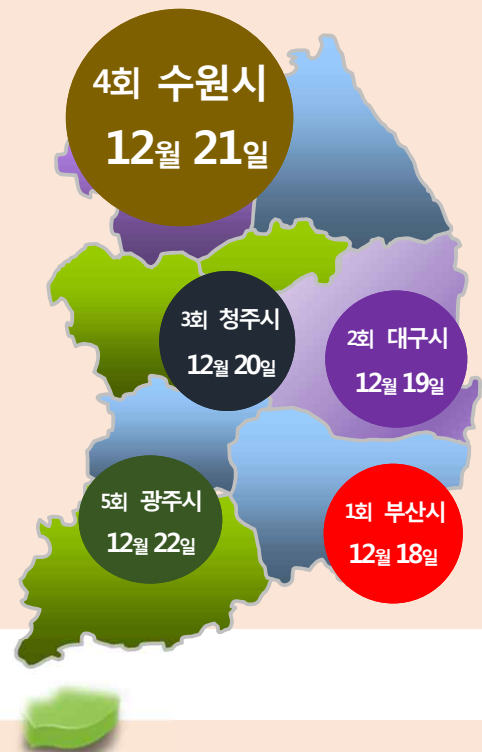 4회 수원시
12월 21일
3회 청주시
12월 20일
2회 대구시
12월 19일
5회 광주시
12월 22일
1회 부산시
12월 18일